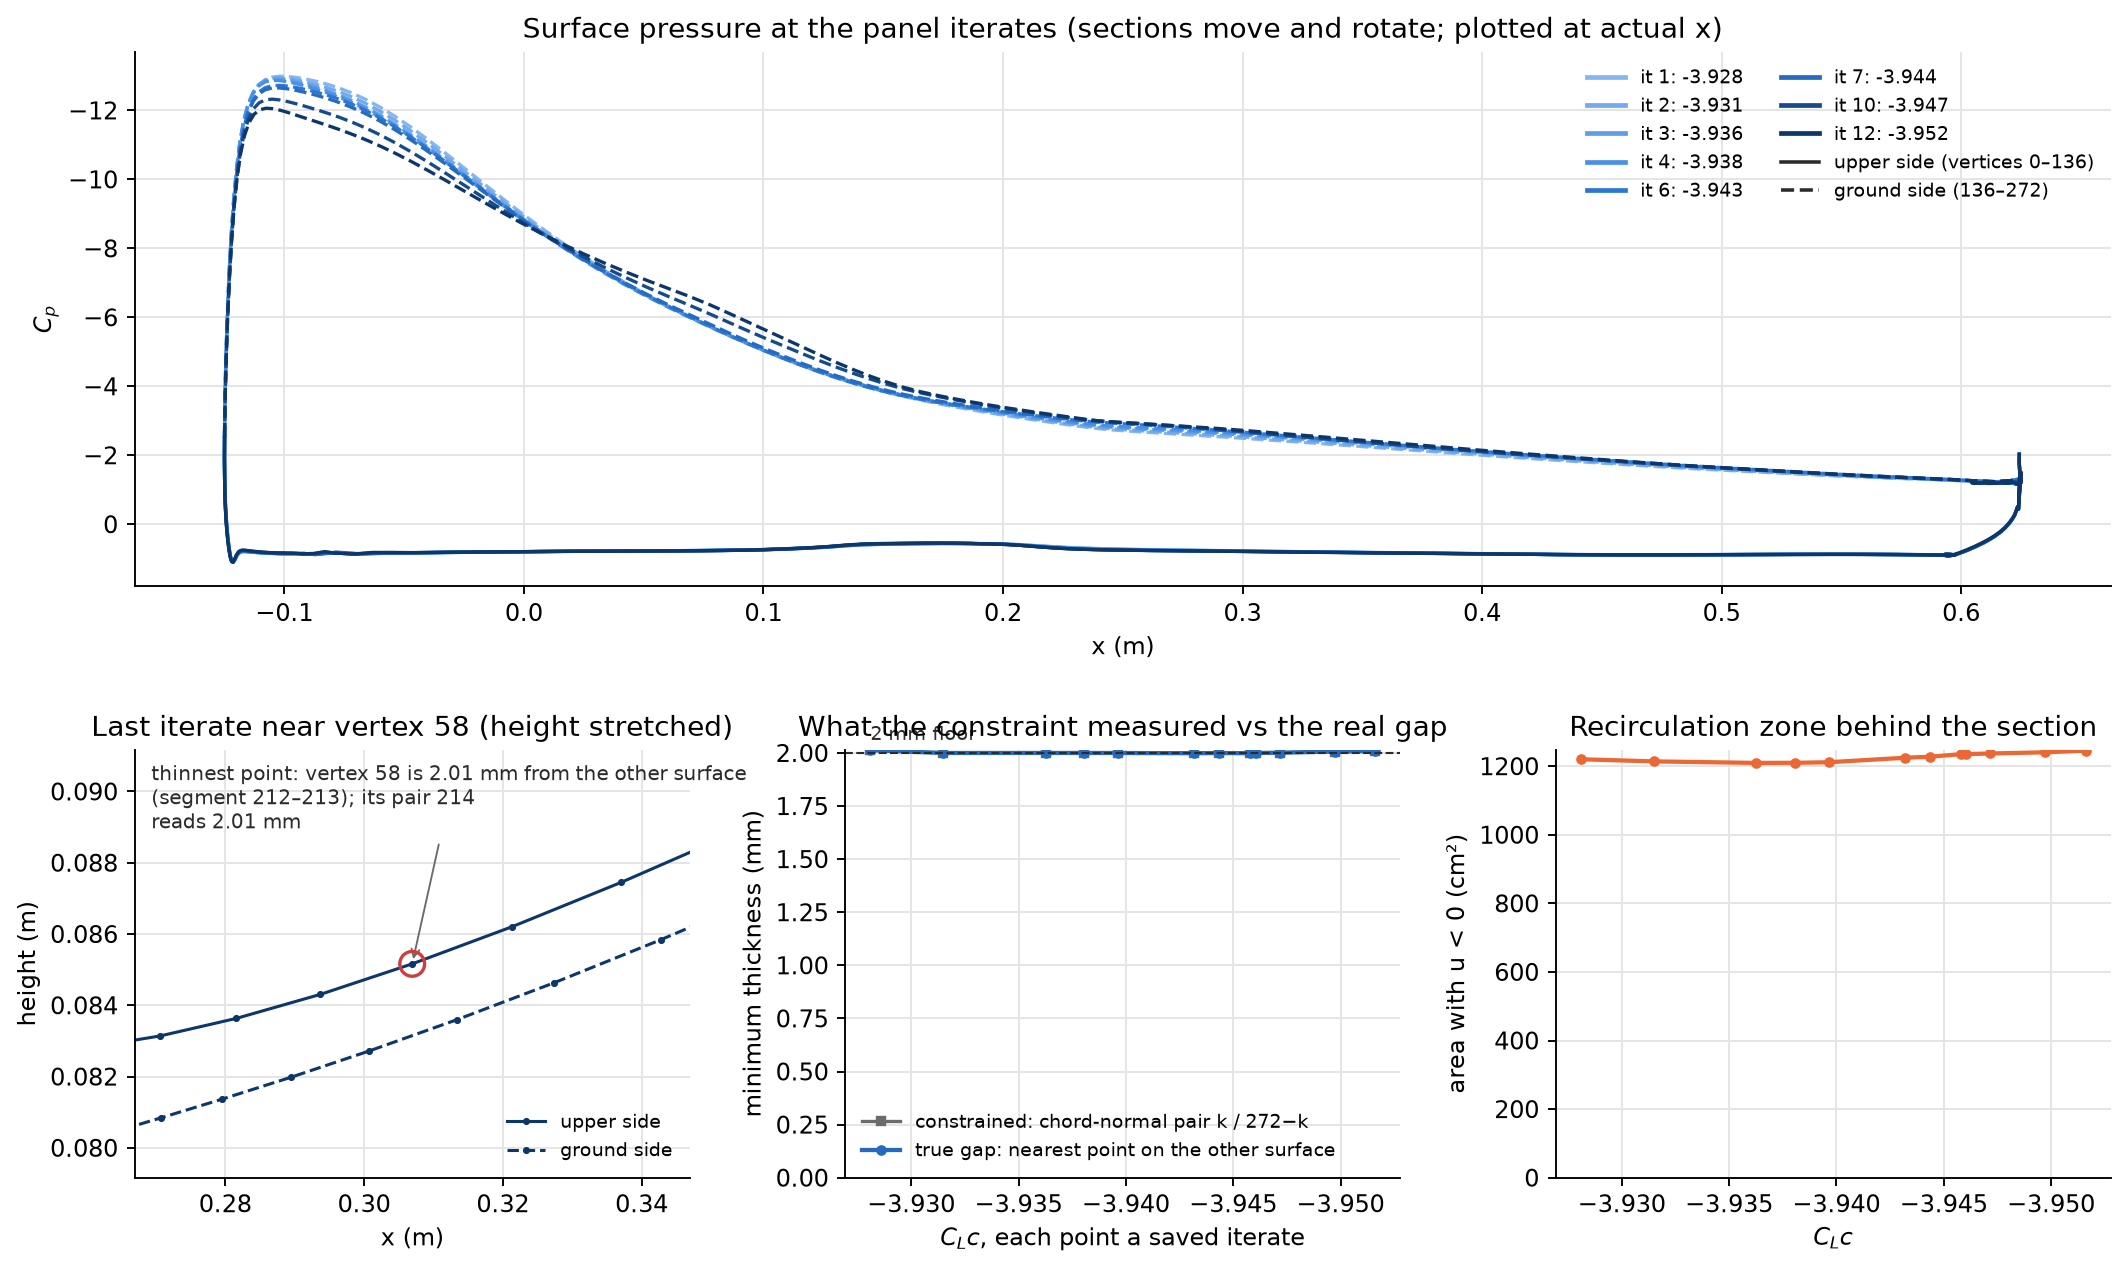 Surface pressure at the panel iterates (sections move and rotate; plotted at actual x)
it 1: -3.928
it 2: -3.931
it 3: -3.936
it 4: -3.938
it 6: -3.943
it 7: -3.944
it 10: -3.947
it 12: -3.952
upper side (vertices 0–136)
ground side (136–272)
−12
−10
−8
−6
−4
−2
0
Cp
−0.1 0.0 0.1 0.2 0.3 0.4 0.5 0.6
x (m)
Last iterate near vertex 58 (height stretched)
thinnest point: vertex 58 is 2.01 mm from the other surface
(segment 212–213); its pair 214
reads 2.01 mm
0.090
0.088
0.086
0.084
0.082
0.080
height (m)
upper side
ground side
0.28 0.30 0.32 0.34
x (m)
What the constraint measured vs the real gap
2 mm floor
2.00
1.75
1.50
1.25
1.00
0.75
0.50
0.25
0.00
minimum thickness (mm)
constrained: chord-normal pair k / 272−k
true gap: nearest point on the other surface
−3.930 −3.935 −3.940 −3.945 −3.950
CLc, each point a saved iterate
Recirculation zone behind the section
1200
1000
800
600
400
200
0
area with u < 0 (cm²)
−3.930 −3.935 −3.940 −3.945 −3.950
CLc